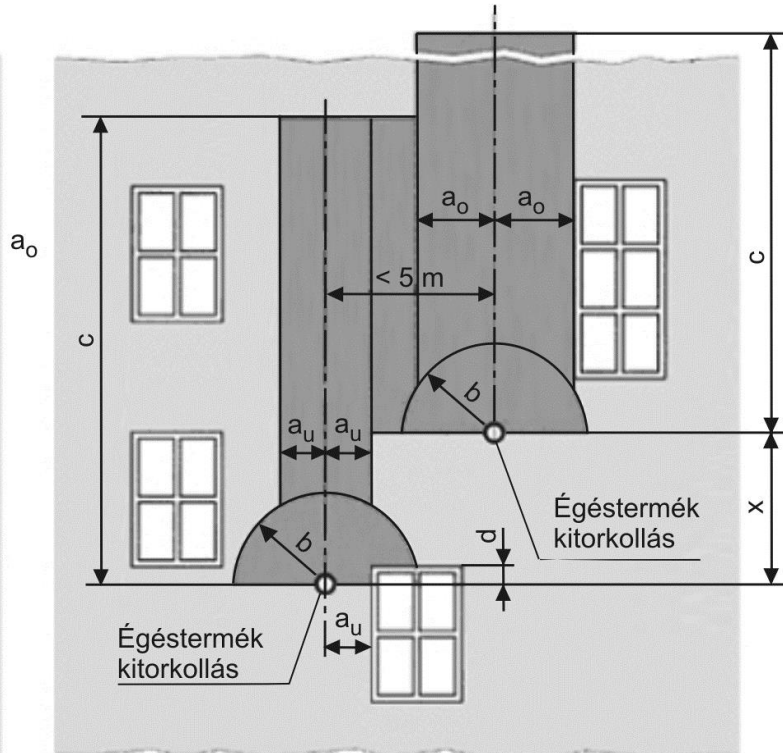 aₒ
aₒ aₒ
< 5 m
c
c
b
aᵤ aᵤ
Égéstermék
kitorkollás
x
d
b
aᵤ
Égéstermék
kitorkollás